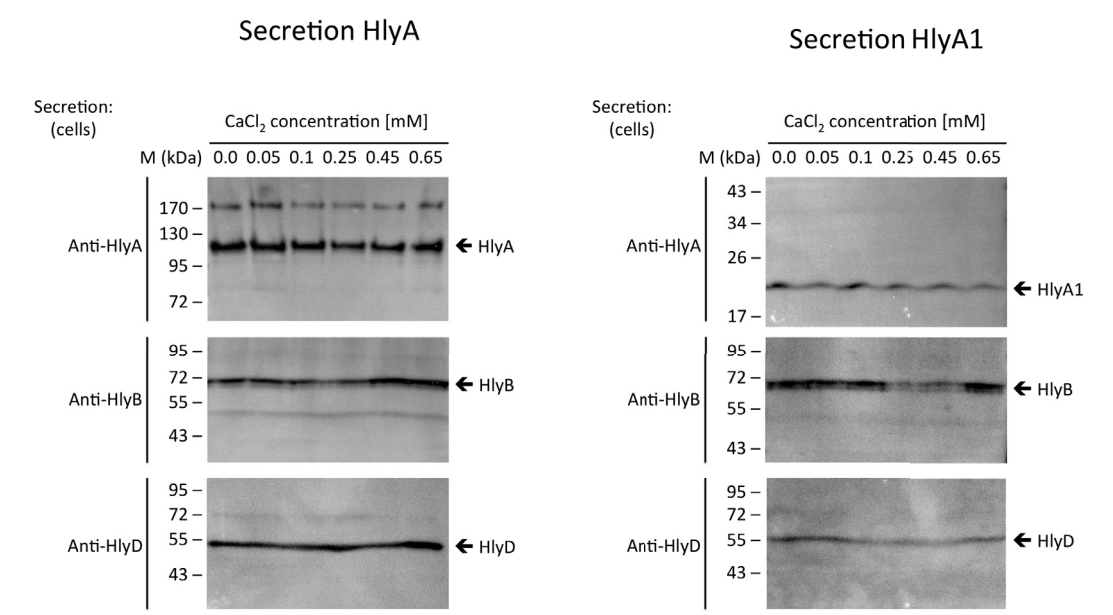 Secretion HlyA
Secretion:
(cells)
CaCl2 concentration [mM]
M (kDa) 0.0 0.05 0.1 0.25 0.45 0.65
Anti-HlyA
170 –
130 –
95 –
72 –
HlyA
Anti-HlyB
95 –
72 –
55 –
43 –
HlyB
Anti-HlyD
95 –
72 –
55 –
43 –
HlyD
Secretion HlyA1
Secretion:
(cells)
CaCl2 concentration [mM]
M (kDa) 0.0 0.05 0.1 0.25 0.45 0.65
Anti-HlyA
43 –
34 –
26 –
17 –
HlyA1
Anti-HlyB
95 –
72 –
55 –
43 –
HlyB
Anti-HlyD
95 –
72 –
55 –
43 –
HlyD